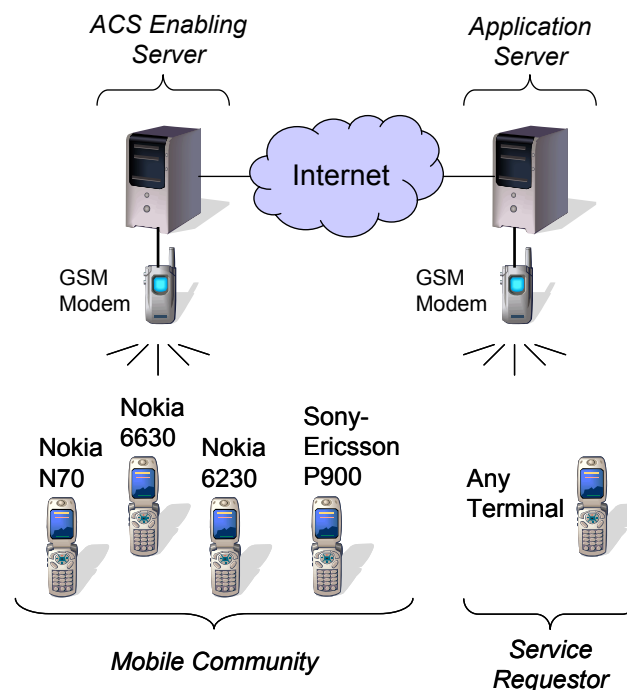 ACS Enabling
Server
Application
Server
Internet
GSM
Modem
GSM
Modem
Nokia
N70
Nokia
6630
Nokia
6230
Sony-
Ericsson
P900
Any
Terminal
Mobile Community
Service
Requestor